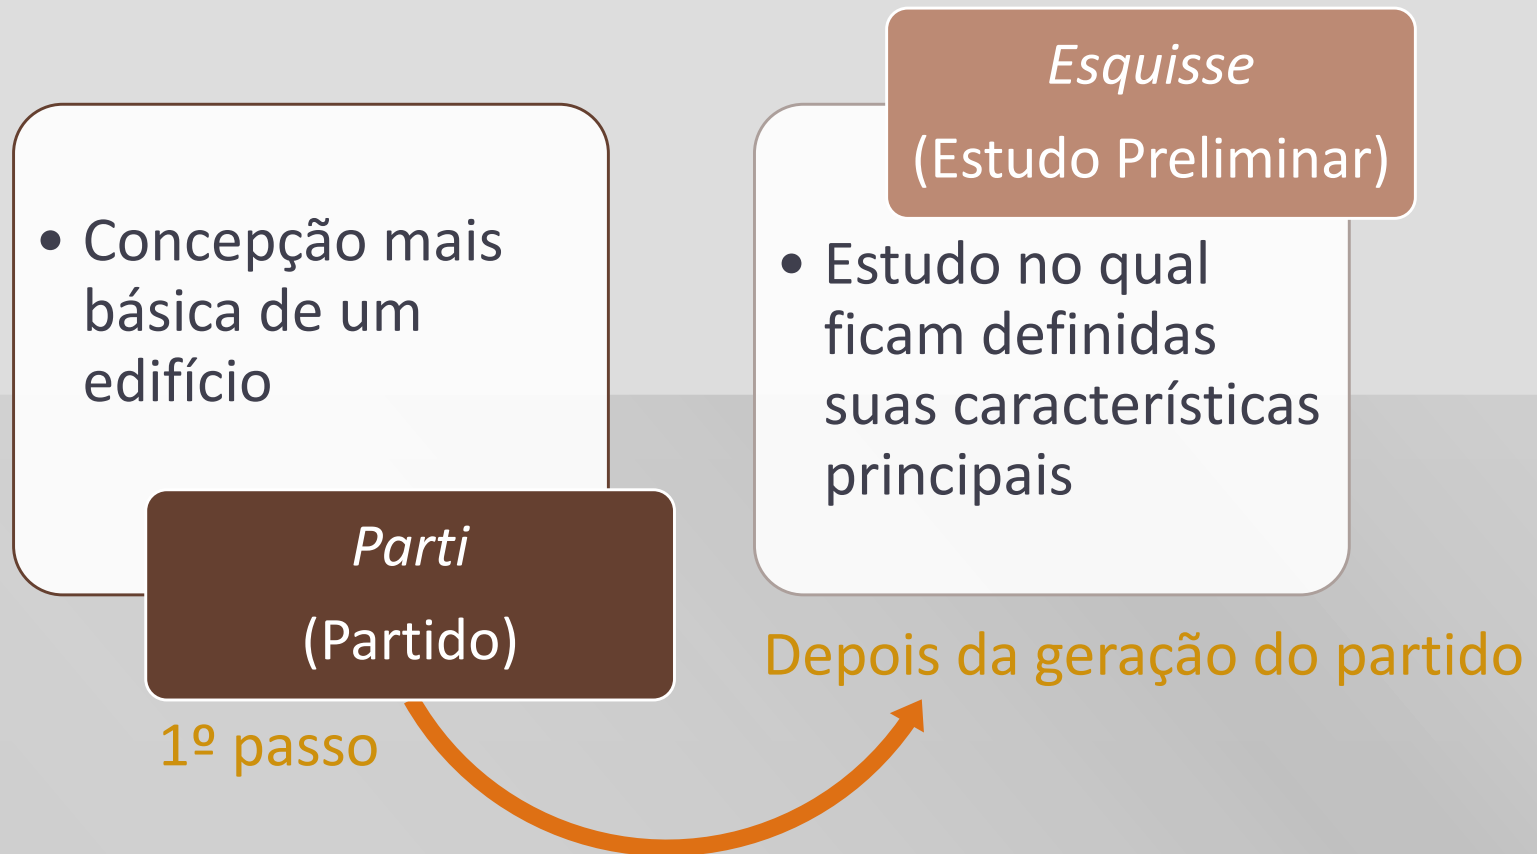 • Concepção mais
básica de um
edifício
Parti
(Partido)
1º passo
Esquisse
(Estudo Preliminar)
• Estudo no qual
ficam definidas
suas características
principais
Depois da geração do partido